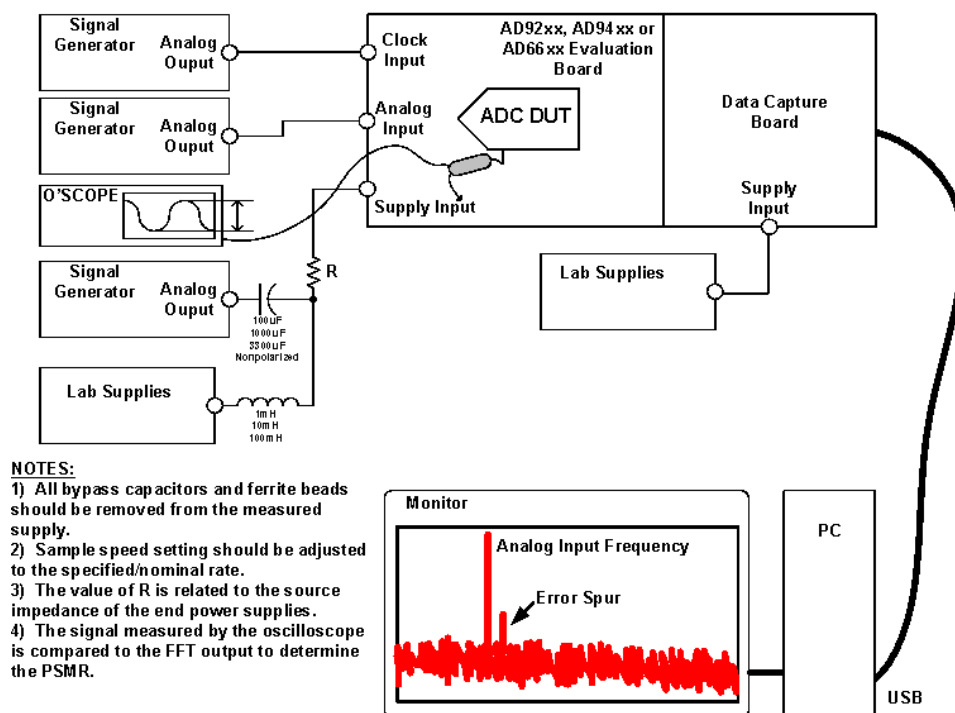 Signal
Generator
Analog
Ouput
Signal
Generator
Analog
Ouput
O'SCOPE
Signal
Generator
Analog
Ouput
100uF
1000uF
3300uF
Nonpolarized
R
Lab Supplies
1mH
10mH
100mH
Clock
Input
Analog
Input
Supply Input
AD92xx, AD94xx or
AD66xx Evaluation
Board
ADC DUT
Data Capture
Board
Supply
Input
Lab Supplies
NOTES:
1) All bypass capacitors and ferrite beads
should be removed from the measured
supply.
2) Sample speed setting should be adjusted
to the specified/nominal rate.
3) The value of R is related to the source
impedance of the end power supplies.
4) The signal measured by the oscilloscope
is compared to the FFT output to determine
the PSMR.
Monitor
Analog Input Frequency
Error Spur
PC
USB